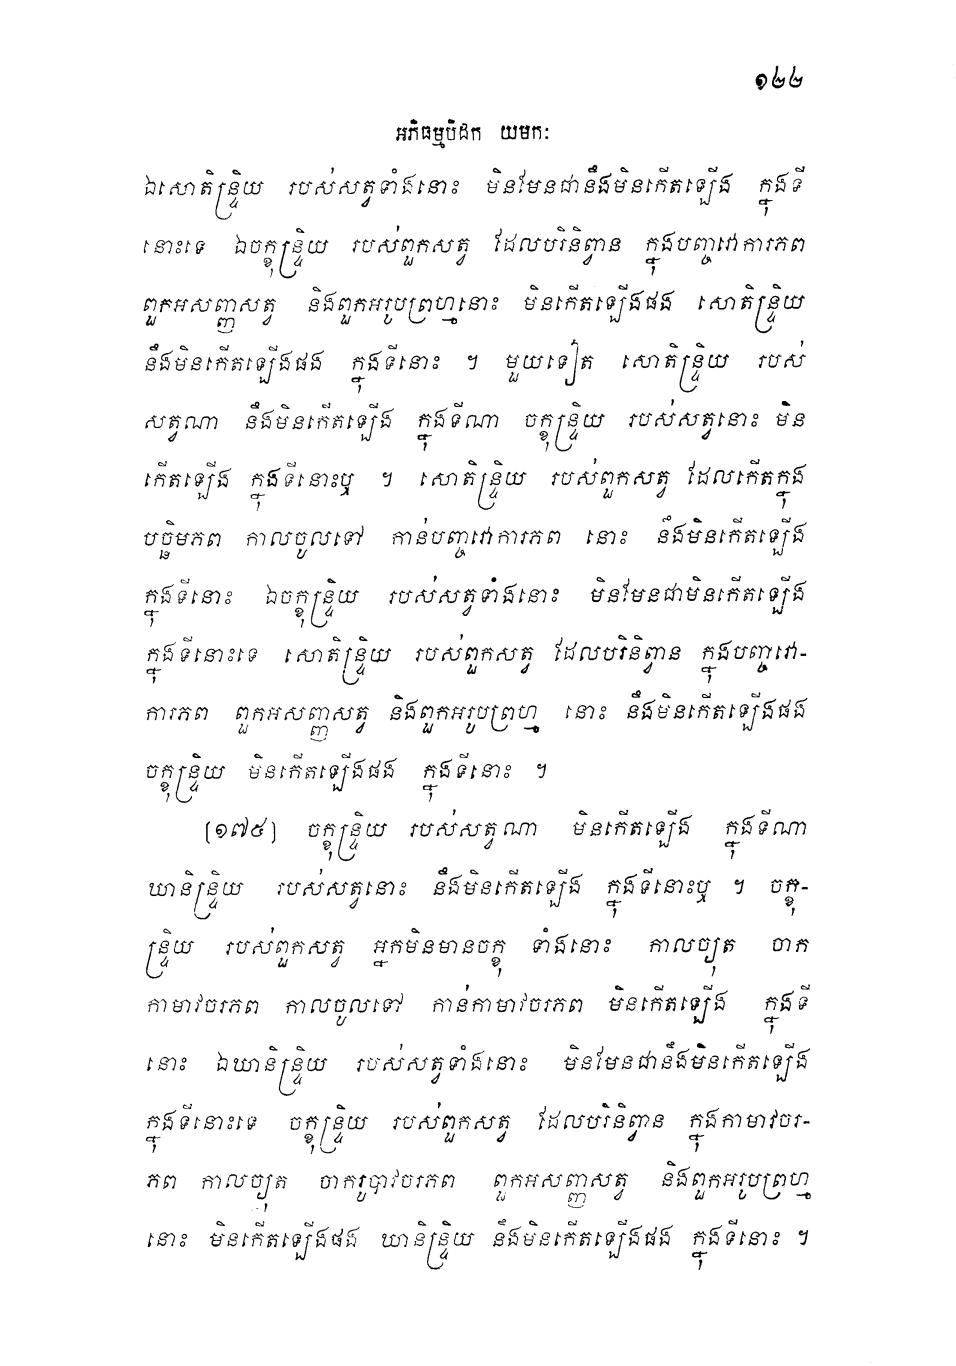 ១២២
អភិធម្មបិដក យមកៈ
ឯសោតិន្ទ្រិយ របស់សត្វទាំងនោះ មិនមែនជានឹងមិនកើតឡើង ក្នុងទី
នោះទេ ឯចក្ខុន្ទ្រិយ របស់ពួកសត្វ ដែលបរិនិព្វាន ក្នុងបញ្ចវោការភព
ពួកអសញ្ញសត្វ និងពួកអរូបព្រហ្មនោះ មិនកើតឡើងផង សោតិន្ទ្រិយ
នឹងមិនកើតឡើងផង ក្នុងទីនោះ ។ មួយទៀត សោតិន្ទ្រិយ របស់
សត្វណា នឹងមិនកើតឡើង ក្នុងទីណា ចក្ខុន្ទ្រិយ របស់សត្វនោះ មិន
កើតឡើង ក្នុងទីនោះឬ ។ សោតិន្ទ្រិយ របស់ពួកសត្វ ដែលកើតក្នុង
បច្ឆិមភព កាលចូលទៅ កាន់បញ្ចវោការភព នោះ នឹងមិនកើតឡើង
ក្នុងទីនោះ ឯចក្ខុន្ទ្រិយ របស់សត្វទាំងនោះ មិនមែនជាមិនកើតឡើង
ក្នុងទីនោះទេ សោតិន្ទ្រិយ របស់ពួកសត្វ ដែលបរិនិព្វាន ក្នុងបញ្ចវោ-
ការភព ពួកអសញ្ញសត្វ និងពួកអរូបព្រហ្ម នោះ នឹងមិនកើតឡើងផង
ចក្ខុន្ទ្រិយ មិនកើតឡើងផង ក្នុងទីនោះ ។
(១៧៥) ចក្ខុន្ទ្រិយ របស់សត្វណា មិនកើតឡើង ក្នុងទីណា
ឃានិន្ទ្រិយ របស់សត្វនោះ នឹងមិនកើតឡើង ក្នុងទីនោះឬ ។ ចក្ខុ-
ន្ទ្រិយ របស់ពួកសត្វ អ្នកមិនមានចក្ខុ ទាំងនោះ កាលច្យុត ចាក
កាមាវចរភព កាលចូលទៅ កាន់កាមាវចរភព មិនកើតឡើង ក្នុងទី
នោះ ឯឃានិន្ទ្រិយ របស់សត្វទាំងនោះ មិនមែនជានឹងមិនកើតឡើង
ក្នុងទីនោះទេ ចក្ខុន្ទ្រិយ របស់ពួកសត្វ ដែលបរិនិព្វាន ក្នុងកាមាវចរ-
ភព កាលច្យុត ចាករូបាវចរភព ពួកអសញ្ញសត្វ និងពួកអរូបព្រហ្ម
នោះ មិនកើតឡើងផង ឃានិន្ទ្រិយ នឹងមិនកើតឡើងផង ក្នុងទីនោះ ។